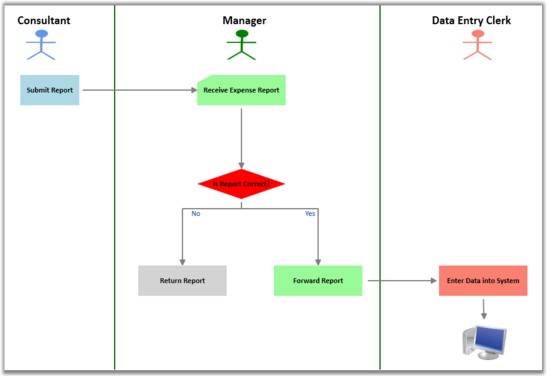 Consultant
Manager
Data Entry Clerk
Submit Report
Receive Expense Report
Is Report Correct?
No
Yes
Return Report
Forward Report
Enter Data into System